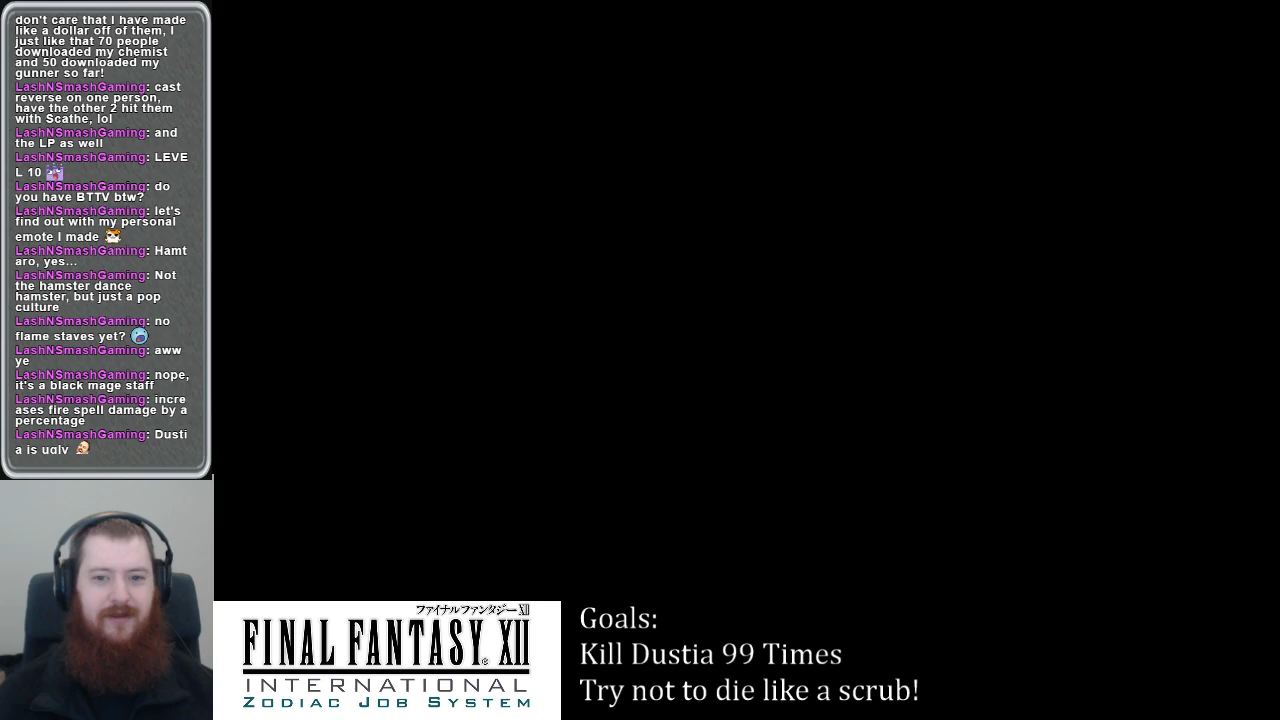 don't care that I have made
like a dollar off of them, I
just like that 70 people
downloaded my chemist
and 50 downloaded my
gunner so far!
LashNSmashGaming: cast
reverse on one person,
have the other 2 hit them
with Scathe, lol
LashNSmashGaming: and
the LP as well
LashNSmashGaming: LEVE
L 10
LashNSmashGaming: do
you have BTTV btw?
LashNSmashGaming: let's
find out with my personal
emote I made
LashNSmashGaming: Hamt
aro, yes...
LashNSmashGaming: Not
the hamster dance
hamster, but just a pop
culture
LashNSmashGaming: no
flame staves yet?
LashNSmashGaming: aww
ye
LashNSmashGaming: nope,
it's a black mage staff
LashNSmashGaming: incre
ases fire spell damage by a
percentage
LashNSmashGaming: Dusti
a is ugly
ファイナルファンタジーXII
FINAL FANTASY® XII
INTERNATIONAL
ZODIAC JOB SYSTEM
Goals:
Kill Dustia 99 Times
Try not to die like a scrub!